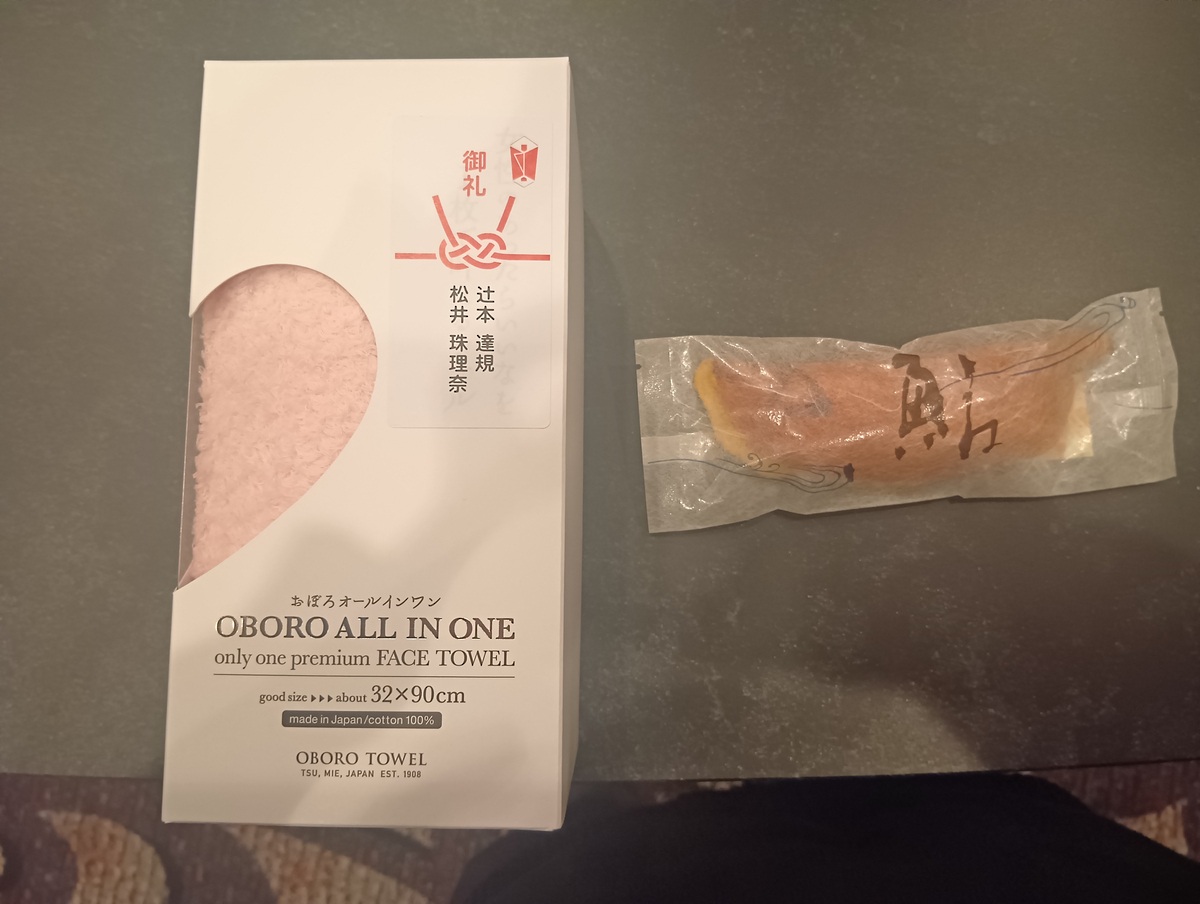 御礼
辻本 達規
松井 珠理奈
おぼろオールインワン
OBORO ALL IN ONE
only one premium FACE TOWEL
good size ▸▸▸ about 32×90cm
made in Japan/cotton 100%
OBORO TOWEL
TSU, MIE, JAPAN EST. 1908
鮎